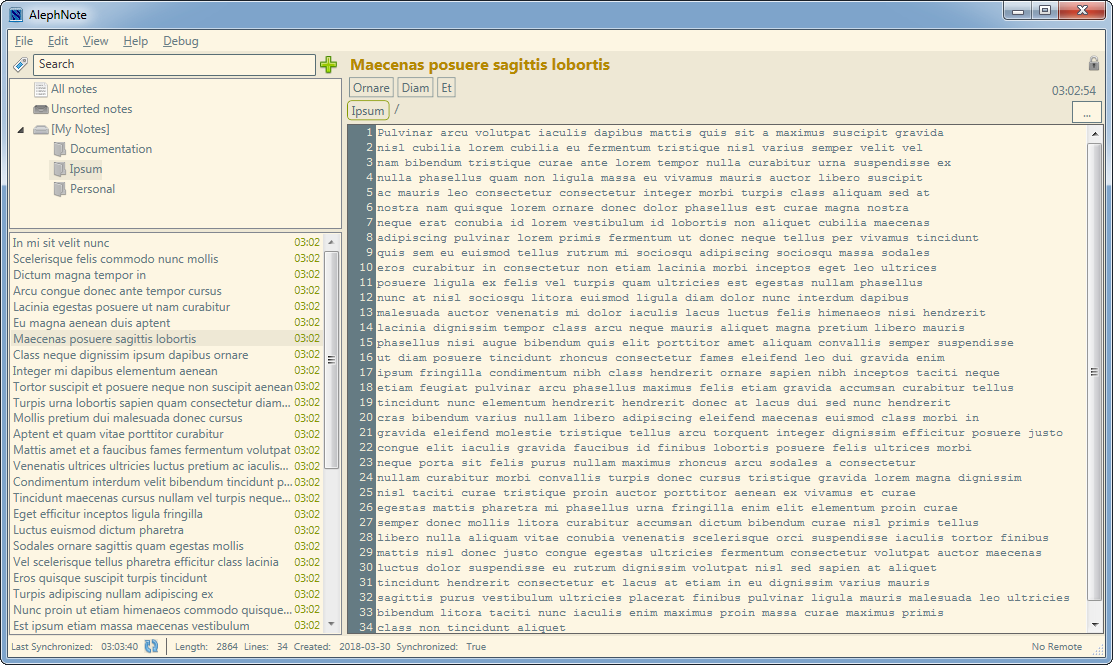 AlephNote
File Edit View Help Debug
Search
All notes
Unsorted notes
[My Notes]
Documentation
Ipsum
Personal
In mi sit velit nunc 03:02
Scelerisque felis commodo nunc mollis 03:02
Dictum magna tempor in 03:02
Arcu congue donec ante tempor cursus 03:02
Lacinia egestas posuere ut nam curabitur 03:02
Eu magna aenean duis aptent 03:02
Maecenas posuere sagittis lobortis 03:02
Class neque dignissim ipsum dapibus ornare 03:02
Integer mi dapibus elementum aenean 03:02
Tortor suscipit et posuere neque non suscipit aenean 03:02
Turpis urna lobortis sapien quam consectetur diam... 03:02
Mollis pretium dui malesuada donec cursus 03:02
Aptent et quam vitae porttitor curabitur 03:02
Mattis amet et a faucibus fames fermentum volutpat 03:02
Venenatis ultrices ultricies luctus pretium ac iaculis... 03:02
Condimentum interdum velit bibendum tincidunt p... 03:02
Tincidunt maecenas cursus nullam vel turpis neque... 03:02
Eget efficitur inceptos ligula fringilla 03:02
Luctus euismod dictum pharetra 03:02
Sodales ornare sagittis quam egestas mollis 03:02
Vel scelerisque tellus pharetra efficitur class lacinia 03:02
Eros quisque suscipit turpis tincidunt 03:02
Turpis adipiscing nullam adipiscing ex 03:02
Nunc proin ut etiam himenaeos commodo quisque... 03:02
Est ipsum etiam massa maecenas vestibulum 03:02
Maecenas posuere sagittis lobortis
Ornare Diam Et
03:02:54
Ipsum /
...
1 Pulvinar arcu volutpat iaculis dapibus mattis quis sit a maximus suscipit gravida
2 nisl cubilia lorem cubilia eu fermentum tristique nisl varius semper velit vel
3 nam bibendum tristique curae ante lorem tempor nulla curabitur urna suspendisse ex
4 nulla phasellus quam non ligula massa eu vivamus mauris auctor libero suscipit
5 ac mauris leo consectetur consectetur integer morbi turpis class aliquam sed at
6 nostra nam quisque lorem ornare donec dolor phasellus est curae magna nostra
7 neque erat conubia id lorem vestibulum id lobortis non aliquet cubilia maecenas
8 adipiscing pulvinar lorem primis fermentum ut donec neque tellus per vivamus tincidunt
9 quis sem eu euismod tellus rutrum mi sociosqu adipiscing sociosqu massa sodales
10 eros curabitur in consectetur non etiam lacinia morbi inceptos eget leo ultrices
11 posuere ligula ex felis vel turpis quam ultricies est egestas nullam phasellus
12 nunc at nisl sociosqu litora euismod ligula diam dolor nunc interdum dapibus
13 malesuada auctor venenatis mi dolor iaculis lacus luctus felis himenaeos nisi hendrerit
14 lacinia dignissim tempor class arcu neque mauris aliquet magna pretium libero mauris
15 phasellus nisi augue bibendum quis elit porttitor amet aliquam convallis semper suspendisse
16 ut diam posuere tincidunt rhoncus consectetur fames eleifend leo dui gravida enim
17 ipsum fringilla condimentum nibh class hendrerit ornare sapien nibh inceptos taciti neque
18 etiam feugiat pulvinar arcu phasellus maximus felis etiam gravida accumsan curabitur tellus
19 tincidunt nunc elementum hendrerit hendrerit donec at lacus dui sed nunc hendrerit
20 cras bibendum varius nullam libero adipiscing eleifend maecenas euismod class morbi in
21 gravida eleifend molestie tristique tellus arcu torquent integer dignissim efficitur posuere justo
22 congue elit iaculis gravida faucibus id finibus lobortis posuere felis ultrices morbi
23 neque porta sit felis purus nullam maximus rhoncus arcu sodales a consectetur
24 nullam curabitur morbi convallis turpis donec cursus tristique gravida lorem magna dignissim
25 nisl taciti curae tristique proin auctor porttitor aenean ex vivamus et curae
26 egestas mattis pharetra mi phasellus urna fringilla enim elit elementum proin curae
27 semper donec mollis litora curabitur accumsan dictum bibendum curae nisl primis tellus
28 libero nulla aliquam vitae conubia venenatis scelerisque orci suspendisse iaculis tortor finibus
29 mattis nisl donec justo congue egestas ultricies fermentum consectetur volutpat auctor maecenas
30 luctus dolor suspendisse eu rutrum dignissim volutpat nisl sed sapien at aliquet
31 tincidunt hendrerit consectetur et lacus at etiam in eu dignissim varius mauris
32 sagittis purus vestibulum ultricies placerat finibus pulvinar ligula mauris malesuada leo ultricies
33 bibendum litora taciti nunc iaculis enim maximus proin massa curae maximus primis
34 class non tincidunt aliquet
Last Synchronized: 03:03:40 Length: 2864 Lines: 34 Created: 2018-03-30 Synchronized: True No Remote